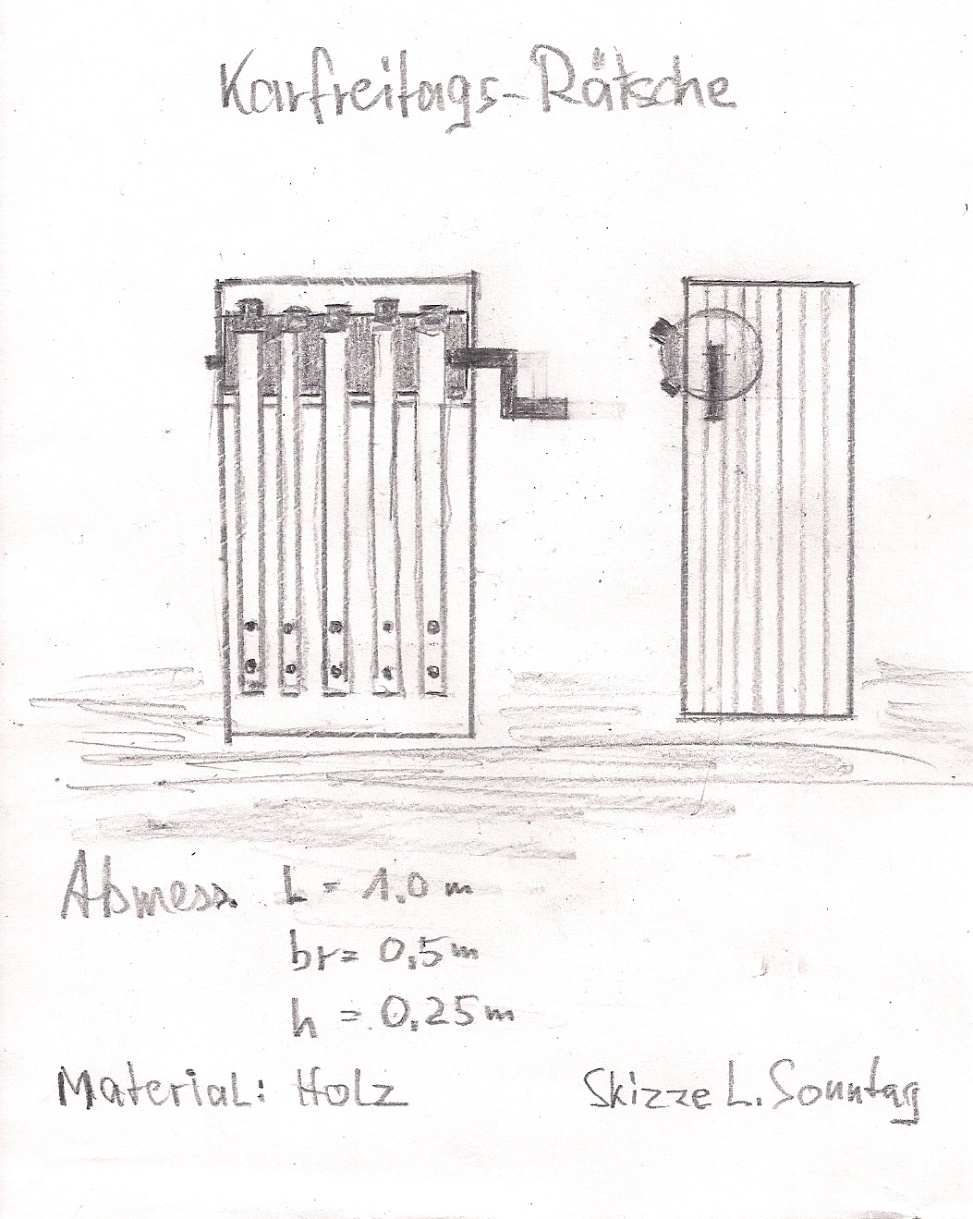 Karfreitags-Rätsche
Abmess. L = 1.0 m
br = 0,5 m
h = 0,25 m
Material: Holz
Skizze L. Sonntag